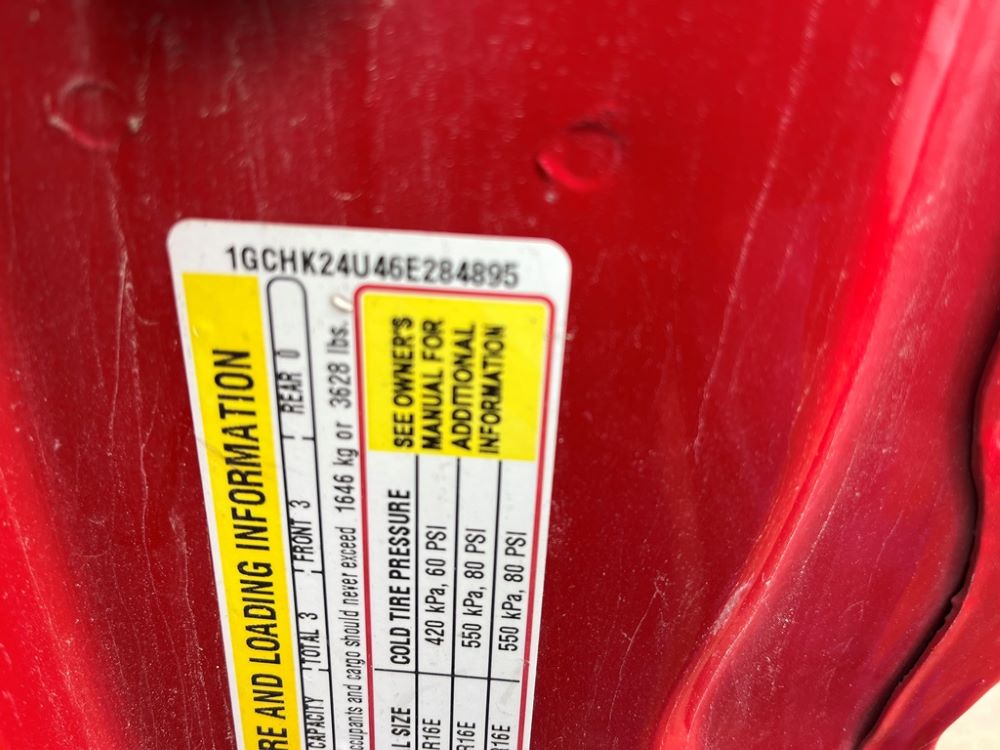 1GCHK24U46E284895
RE AND LOADING INFORMATION
CAPACITY TOTAL 3 FRONT 3 REAR 0
ccupants and cargo should never exceed 1646 kg or 3628 lbs.
L SIZE COLD TIRE PRESSURE
R16E 420 kPa, 60 PSI
R16E 550 kPa, 80 PSI
R16E 550 kPa, 80 PSI
SEE OWNER'S
MANUAL FOR
ADDITIONAL
INFORMATION